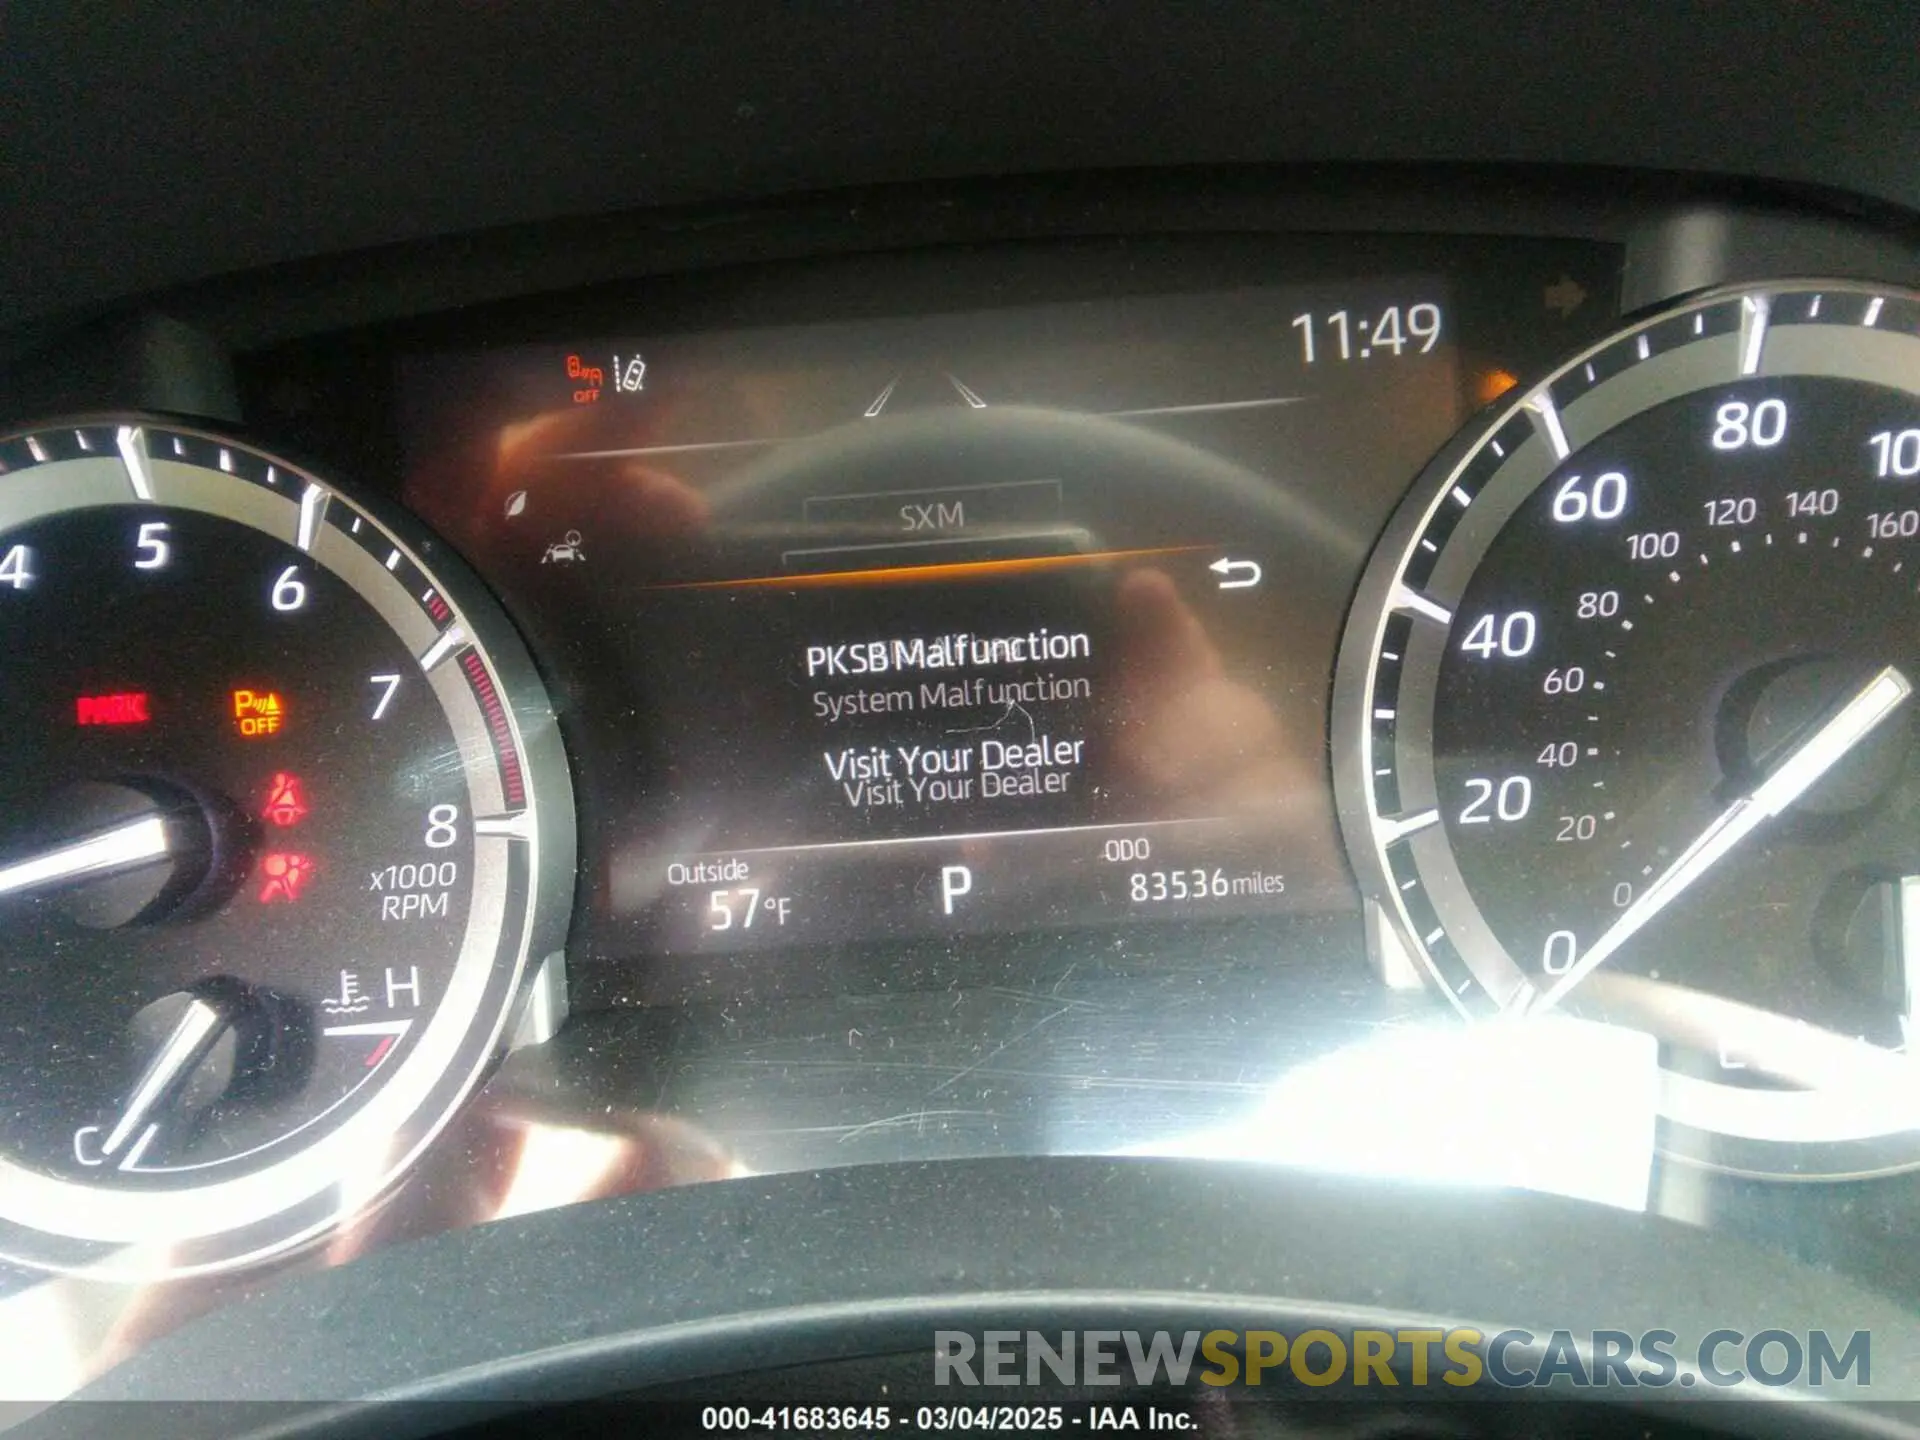 11:49
OFF
SXM
PKSB Malfunction
System Malfunction
Visit Your Dealer
Visit Your Dealer
Outside
57°F
P
ODO
83536 miles
4 5 6 7 8
x1000
RPM
PARK
P
OFF
H
C
0 20 40 60 80
0 20 40 60 80 100 120 140 160
RENEWSPORTSCARS.COM
000-41683645 - 03/04/2025 - IAA Inc.